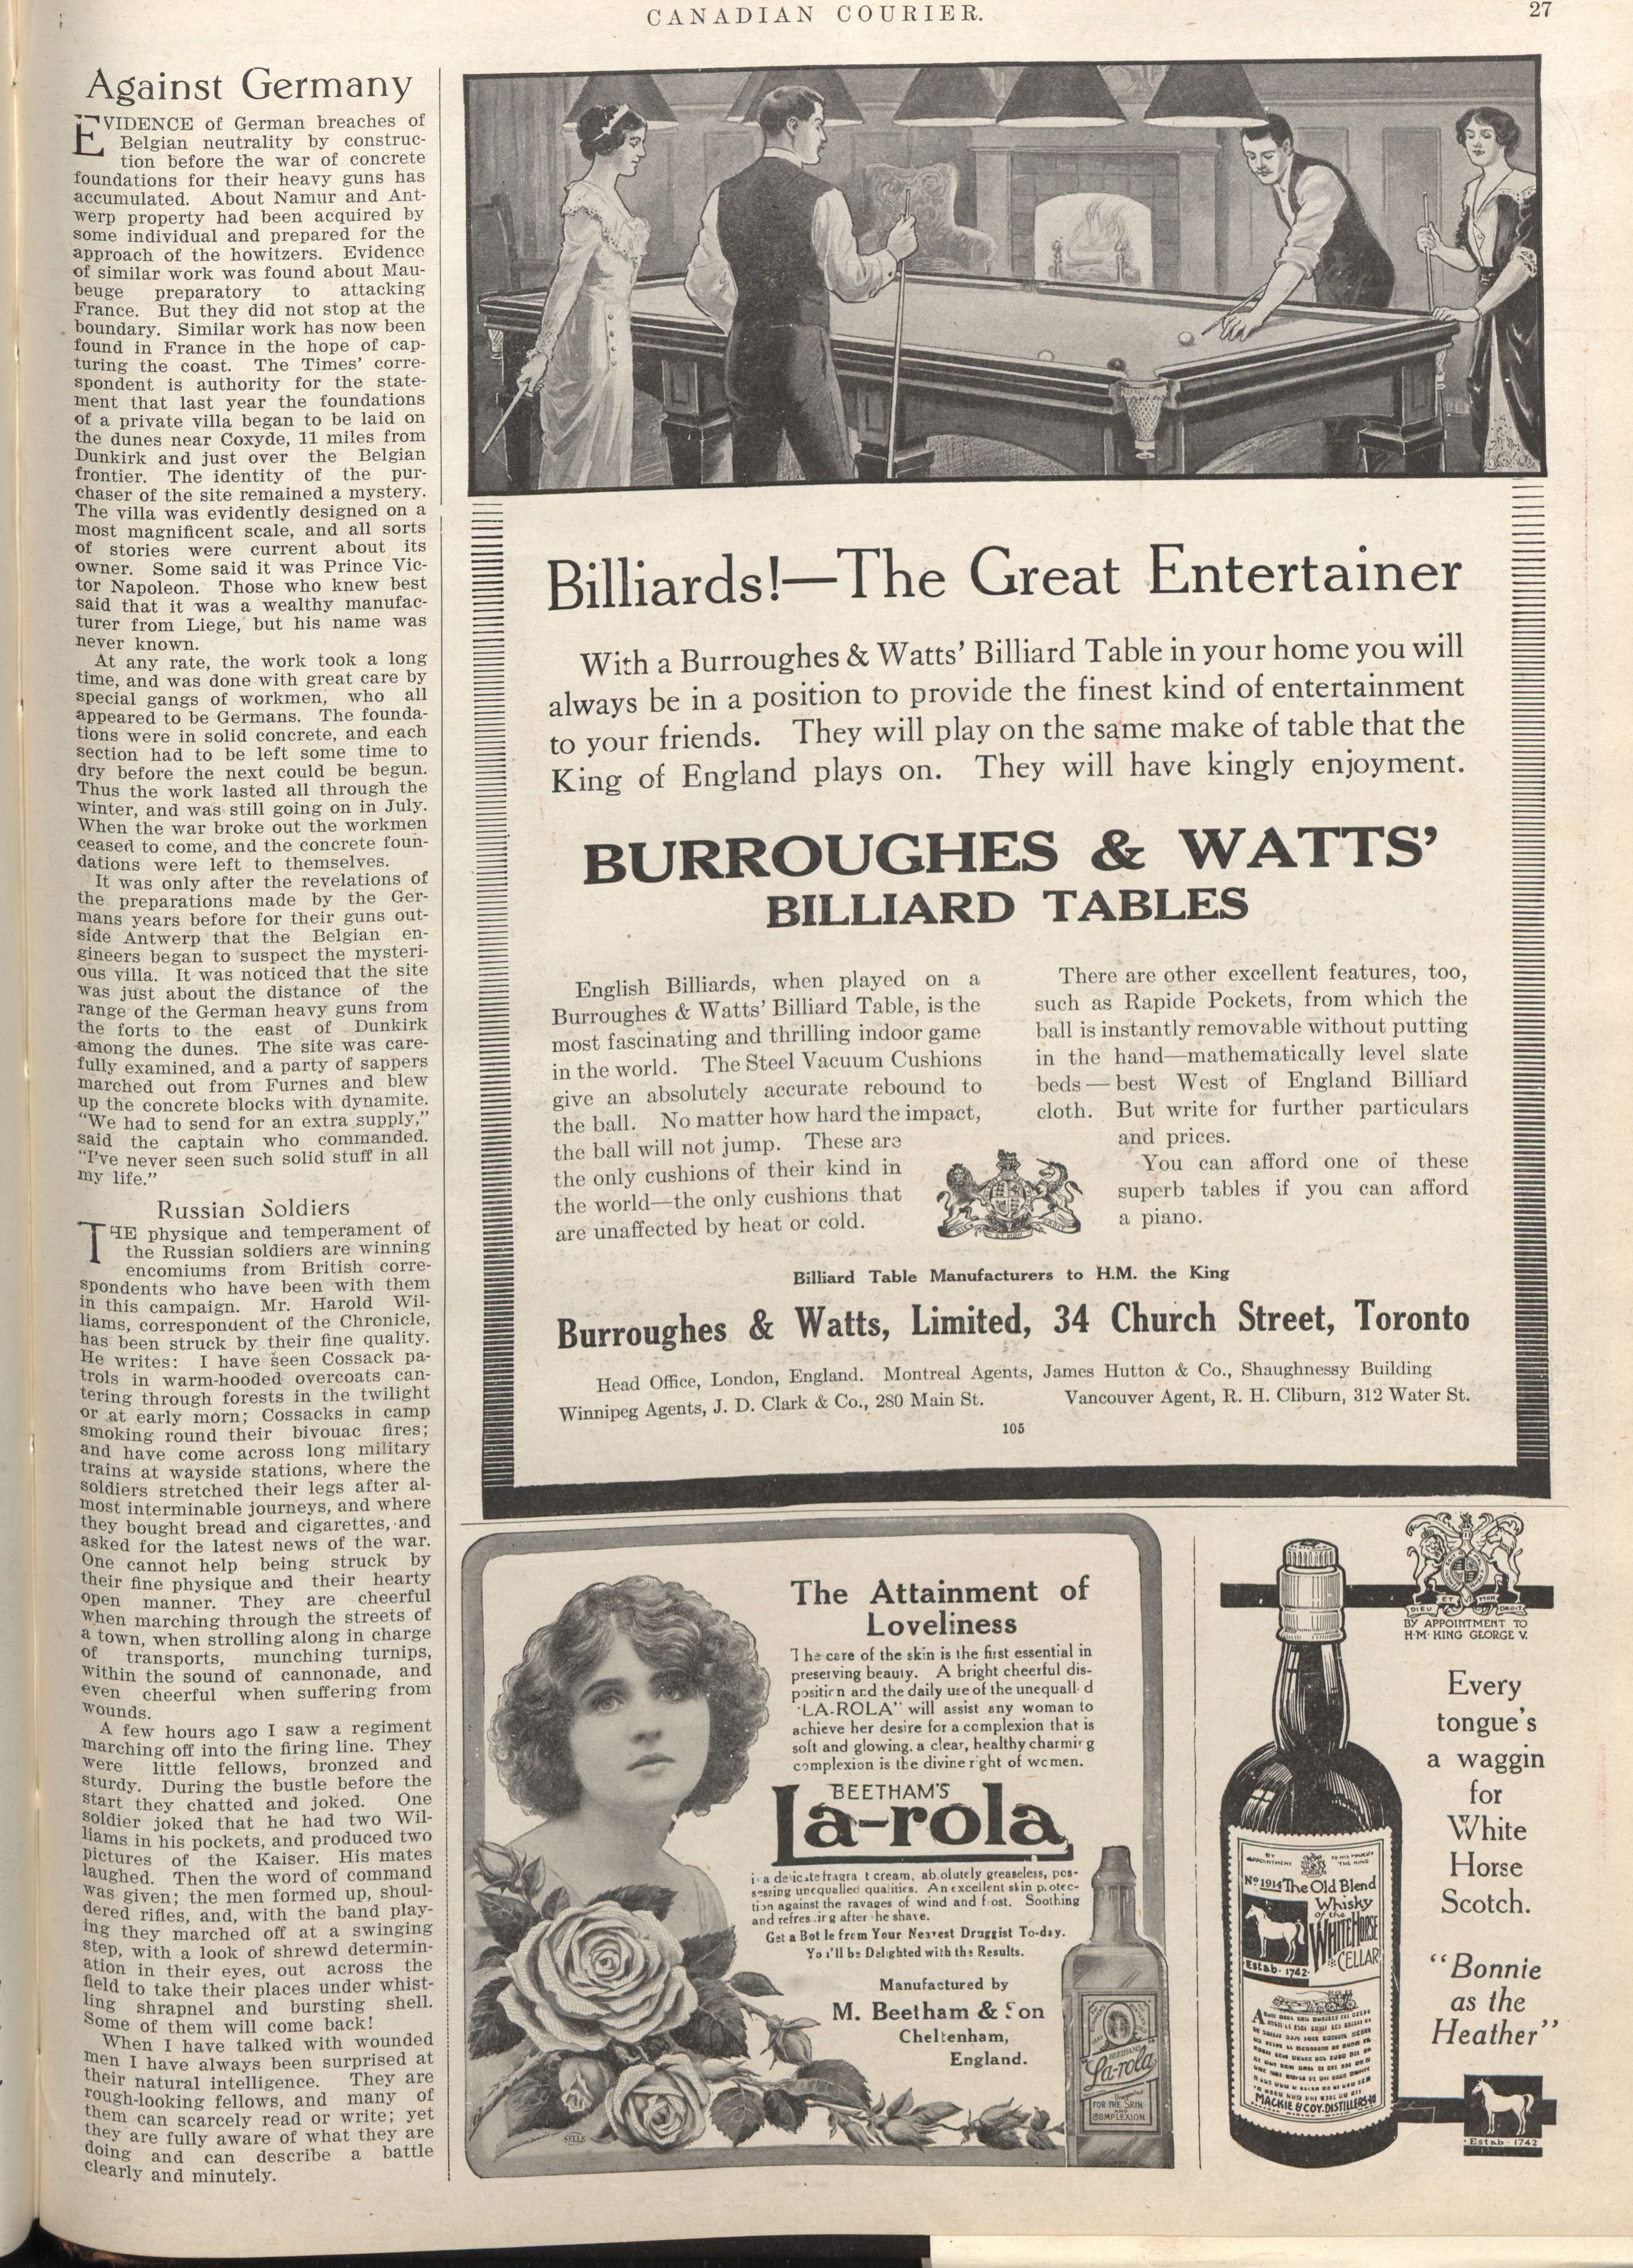 CANADIAN COURIER.
27
Against Germany
EVIDENCE of German breaches of
Belgian neutrality by construc-
tion before the war of concrete
foundations for their heavy guns has
accumulated. About Namur and Ant-
werp property had been acquired by
some individual and prepared for the
approach of the howitzers. Evidence
of similar work was found about Mau-
beuge preparatory to attacking
France. But they did not stop at the
boundary. Similar work has now been
found in France in the hope of cap-
turing the coast. The Times' corre-
spondent is authority for the state-
ment that last year the foundations
of a private villa began to be laid on
the dunes near Coxyde, 11 miles from
Dunkirk and just over the Belgian
frontier. The identity of the pur-
chaser of the site remained a mystery.
The villa was evidently designed on a
most magnificent scale, and all sorts
of stories were current about its
owner. Some said it was Prince Vic-
tor Napoleon. Those who knew best
said that it was a wealthy manufac-
turer from Liege, but his name was
never known.
At any rate, the work took a long
time, and was done with great care by
special gangs of workmen, who all
appeared to be Germans. The founda-
tions were in solid concrete, and each
section had to be left some time to
dry before the next could be begun.
Thus the work lasted all through the
winter, and was still going on in July.
When the war broke out the workmen
ceased to come, and the concrete foun-
dations were left to themselves.
It was only after the revelations of
the preparations made by the Ger-
mans years before for their guns out-
side Antwerp that the Belgian en-
gineers began to suspect the mysteri-
ous villa. It was noticed that the site
was just about the distance of the
range of the German heavy guns from
the forts to the east of Dunkirk
among the dunes. The site was care-
fully examined, and a party of sappers
marched out from Furnes and blew
up the concrete blocks with dynamite.
"We had to send for an extra supply,"
said the captain who commanded.
"I've never seen such solid stuff in all
my life."
Russian Soldiers
THE physique and temperament of
the Russian soldiers are winning
encomiums from British corre-
spondents who have been with them
in this campaign. Mr. Harold Wil-
liams, correspondent of the Chronicle,
has been struck by their fine quality.
He writes: I have seen Cossack pa-
trols in warm-hooded overcoats can-
tering through forests in the twilight
or at early morn; Cossacks in camp
smoking round their bivouac fires;
and have come across long military
trains at wayside stations, where the
soldiers stretched their legs after al-
most interminable journeys, and where
they bought bread and cigarettes, and
asked for the latest news of the war.
One cannot help being struck by
their fine physique and their hearty
open manner. They are cheerful
when marching through the streets of
a town, when strolling along in charge
of transports, munching turnips,
within the sound of cannonade, and
even cheerful when suffering from
wounds.
A few hours ago I saw a regiment
marching off into the firing line. They
were little fellows, bronzed and
sturdy. During the bustle before the
start they chatted and joked. One
soldier joked that he had two Wil-
liams in his pockets, and produced two
pictures of the Kaiser. His mates
laughed. Then the word of command
was given; the men formed up, shoul-
dered rifles, and, with the band play-
ing they marched off at a swinging
step, with a look of shrewd determin-
ation in their eyes, out across the
field to take their places under whist-
ling shrapnel and bursting shell.
Some of them will come back!
When I have talked with wounded
men I have always been surprised at
their natural intelligence. They are
rough-looking fellows, and many of
them can scarcely read or write; yet
they are fully aware of what they are
doing and can describe a battle
clearly and minutely.
Billiards!—The Great Entertainer
With a Burroughes & Watts' Billiard Table in your home you will
always be in a position to provide the finest kind of entertainment
to your friends. They will play on the same make of table that the
King of England plays on. They will have kingly enjoyment.
BURROUGHES & WATTS'
BILLIARD TABLES
English Billiards, when played on a
Burroughes & Watts' Billiard Table, is the
most fascinating and thrilling indoor game
in the world. The Steel Vacuum Cushions
give an absolutely accurate rebound to
the ball. No matter how hard the impact,
the ball will not jump. These are
the only cushions of their kind in
the world—the only cushions that
are unaffected by heat or cold.
There are other excellent features, too,
such as Rapide Pockets, from which the
ball is instantly removable without putting
in the hand—mathematically level slate
beds—best West of England Billiard
cloth. But write for further particulars
and prices.
You can afford one of these
superb tables if you can afford
a piano.
Billiard Table Manufacturers to H.M. the King
Burroughes & Watts, Limited, 34 Church Street, Toronto
Head Office, London, England. Montreal Agents, James Hutton & Co., Shaughnessy Building
Winnipeg Agents, J. D. Clark & Co., 280 Main St. Vancouver Agent, R. H. Cliburn, 312 Water St.
105
The Attainment of
Loveliness
The care of the skin is the first essential in
preserving beauty. A bright cheerful dis-
position and the daily use of the unequall d
'LA-ROLA" will assist any woman to
achieve her desire for a complexion that is
soft and glowing, a clear, healthy charming
complexion is the divine right of women.
BEETHAM'S
La-rola
is a delicate fragra t cream, absolutely greaseless, pos-
sessing unequalled qualities. An excellent skin protec-
tion against the ravages of wind and frost. Soothing
and refreshing after the shave.
Get a Bottle from Your Nearest Druggist To-day.
You'll be Delighted with the Results.
Manufactured by
M. Beetham & Son
Cheltenham,
England.
BEETHAM'S
La-rola
FOR THE SKIN
AND
COMPLEXION
SELLS
DIEU ET MON DROIT
BY APPOINTMENT TO
H·M· KING GEORGE V.
Every
tongue's
a waggin
for
White
Horse
Scotch.
"Bonnie
as the
Heather"
BY
APPOINTMENT
TO HIS MAJESTY
THE KING
No 1914 The Old Blend
Whisky
of the
WHITE HORSE
CELLAR
Estab. 1742.
MACKIE & COY. DISTILLERS
Estab 1742